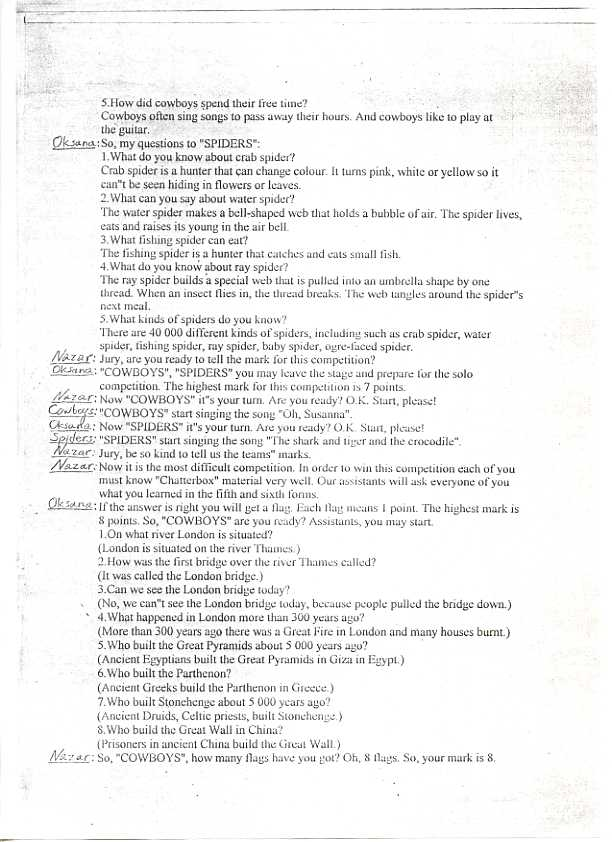 5.How did cowboys spend their free time?
Cowboys often sing songs to pass away their hours. And cowboys like to play at
the guitar.
Oksana: So, my questions to "SPIDERS":
1.What do you know about crab spider?
Crab spider is a hunter that can change colour. It turns pink, white or yellow so it
can"t be seen hiding in flowers or leaves.
2.What can you say about water spider?
The water spider makes a bell-shaped web that holds a bubble of air. The spider lives,
eats and raises its young in the air bell.
3.What fishing spider can eat?
The fishing spider is a hunter that catches and eats small fish.
4.What do you know about ray spider?
The ray spider builds a special web that is pulled into an umbrella shape by one
thread. When an insect flies in, the thread breaks. The web tangles around the spider"s
next meal.
5.What kinds of spiders do you know?
There are 40 000 different kinds of spiders, including such as crab spider, water
spider, fishing spider, ray spider, baby spider, ogre-faced spider.
Nazar: Jury, are you ready to tell the mark for this competition?
Oksana: "COWBOYS", "SPIDERS" you may leave the stage and prepare for the solo
competition. The highest mark for this competition is 7 points.
Nazar: Now "COWBOYS" it"s your turn. Are you ready? O.K. Start, please!
Cowboys: "COWBOYS" start singing the song "Oh, Susanna".
Oksana: Now "SPIDERS" it"s your turn. Are you ready? O.K. Start, please!
Spiders: "SPIDERS" start singing the song "The shark and tiger and the crocodile".
Nazar: Jury, be so kind to tell us the teams" marks.
Nazar: Now it is the most difficult competition. In order to win this competition each of you
must know "Chatterbox" material very well. Our assistants will ask everyone of you
what you learned in the fifth and sixth forms.
Oksana: If the answer is right you will get a flag. Each flag means 1 point. The highest mark is
8 points. So, "COWBOYS" are you ready? Assistants, you may start.
1.On what river London is situated?
(London is situated on the river Thames.)
2.How was the first bridge over the river Thames called?
(It was called the London bridge.)
3.Can we see the London bridge today?
(No, we can"t see the London bridge today, because people pulled the bridge down.)
4.What happened in London more than 300 years ago?
(More than 300 years ago there was a Great Fire in London and many houses burnt.)
5.Who built the Great Pyramids about 5 000 years ago?
(Ancient Egyptians built the Great Pyramids in Giza in Egypt.)
6.Who built the Parthenon?
(Ancient Greeks build the Parthenon in Greece.)
7.Who built Stonehenge about 5 000 years ago?
(Ancient Druids, Celtic priests, built Stonehenge.)
8.Who build the Great Wall in China?
(Prisoners in ancient China build the Great Wall.)
Nazar: So, "COWBOYS", how many flags have you got? Oh, 8 flags. So, your mark is 8.